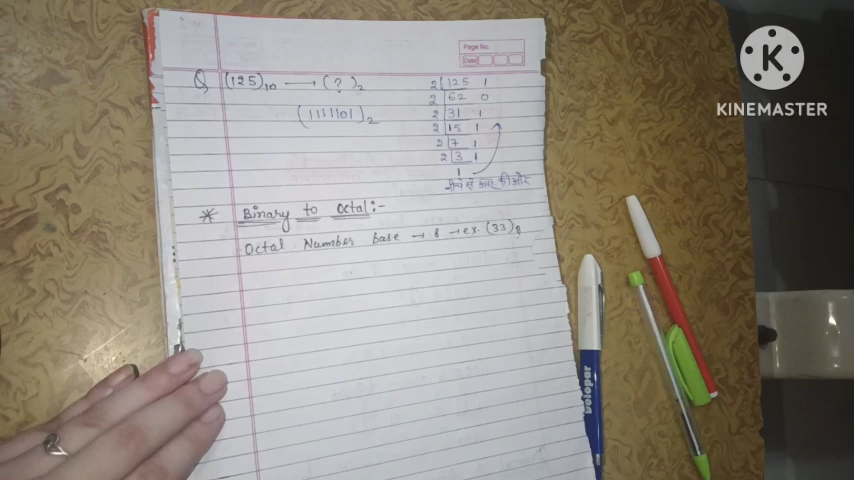 Page No.
Date
Q (125)₁₀ → (?)₂
(1111101)₂
2 125 1
2 62 0
2 31 1
2 15 1
2 7 1
2 3 1
1
नीचे से ऊपर की ओर
* Binary to Octal:-
Octal Number base → 8 → ex. (33)₈
K
KINEMASTER
Dolopar